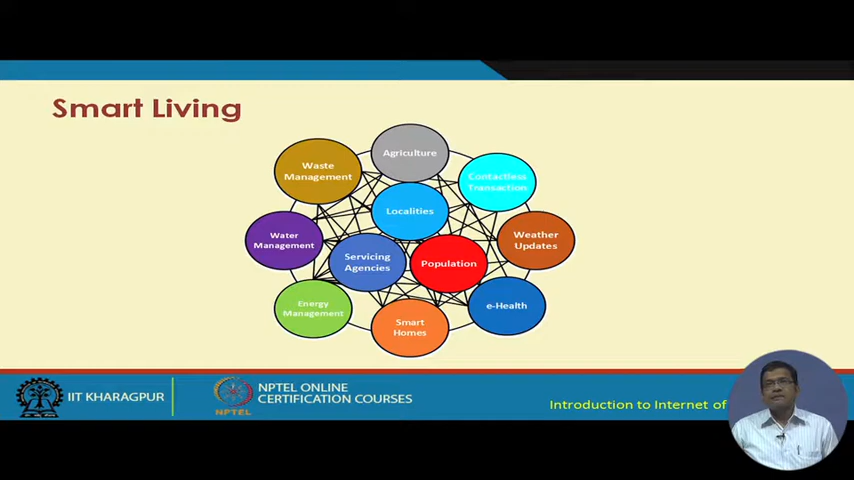 Smart Living
Agriculture
Waste
Management
Contactless
Transaction
Localities
Water
Management
Weather
Updates
Servicing
Agencies
Population
Energy
Management
e-Health
Smart
Homes
IIT KHARAGPUR
NPTEL
NPTEL ONLINE
CERTIFICATION COURSES
Introduction to Internet of